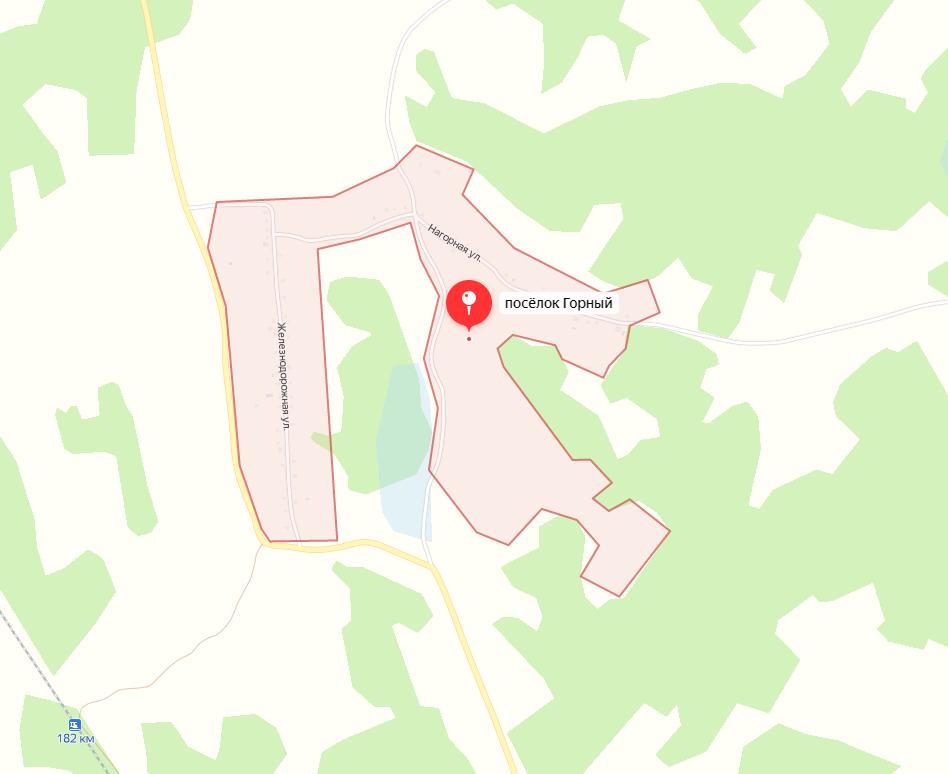 Нагорная ул.
посёлок Горный
Железнодорожная ул.
182 км